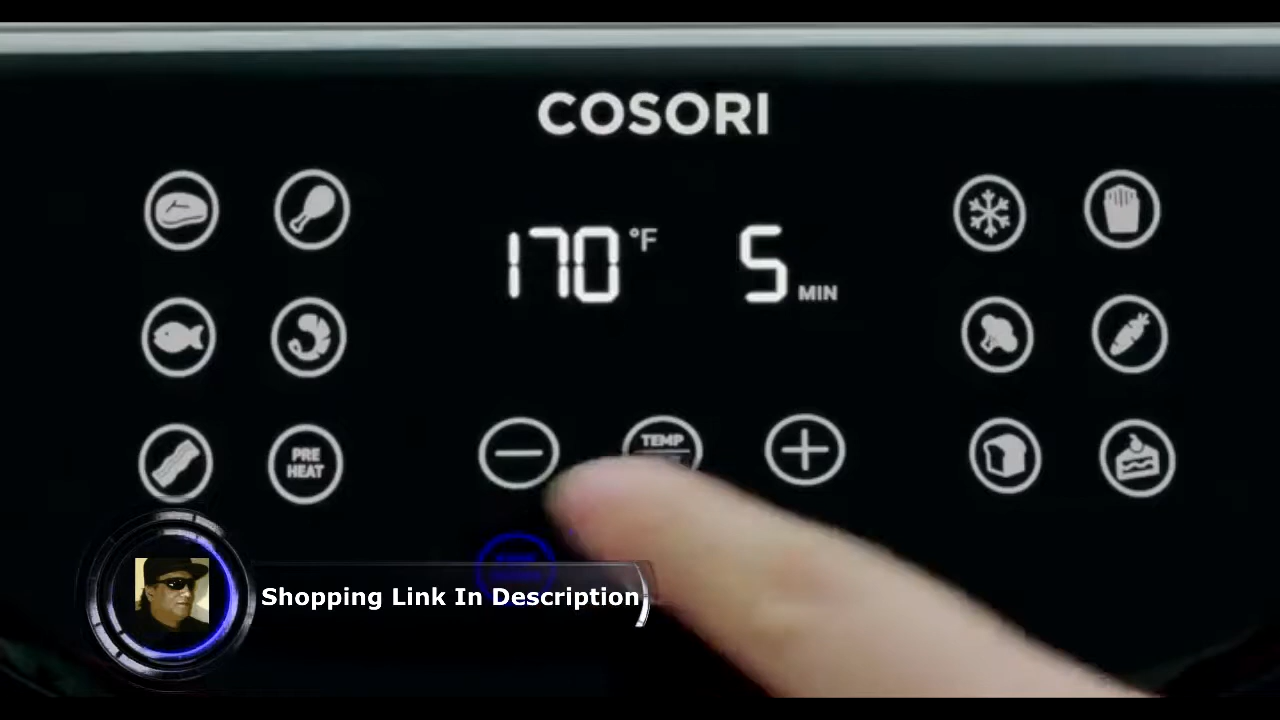 COSORI
170 °F 5 MIN
PRE
HEAT
TEMP
Shopping Link In Description